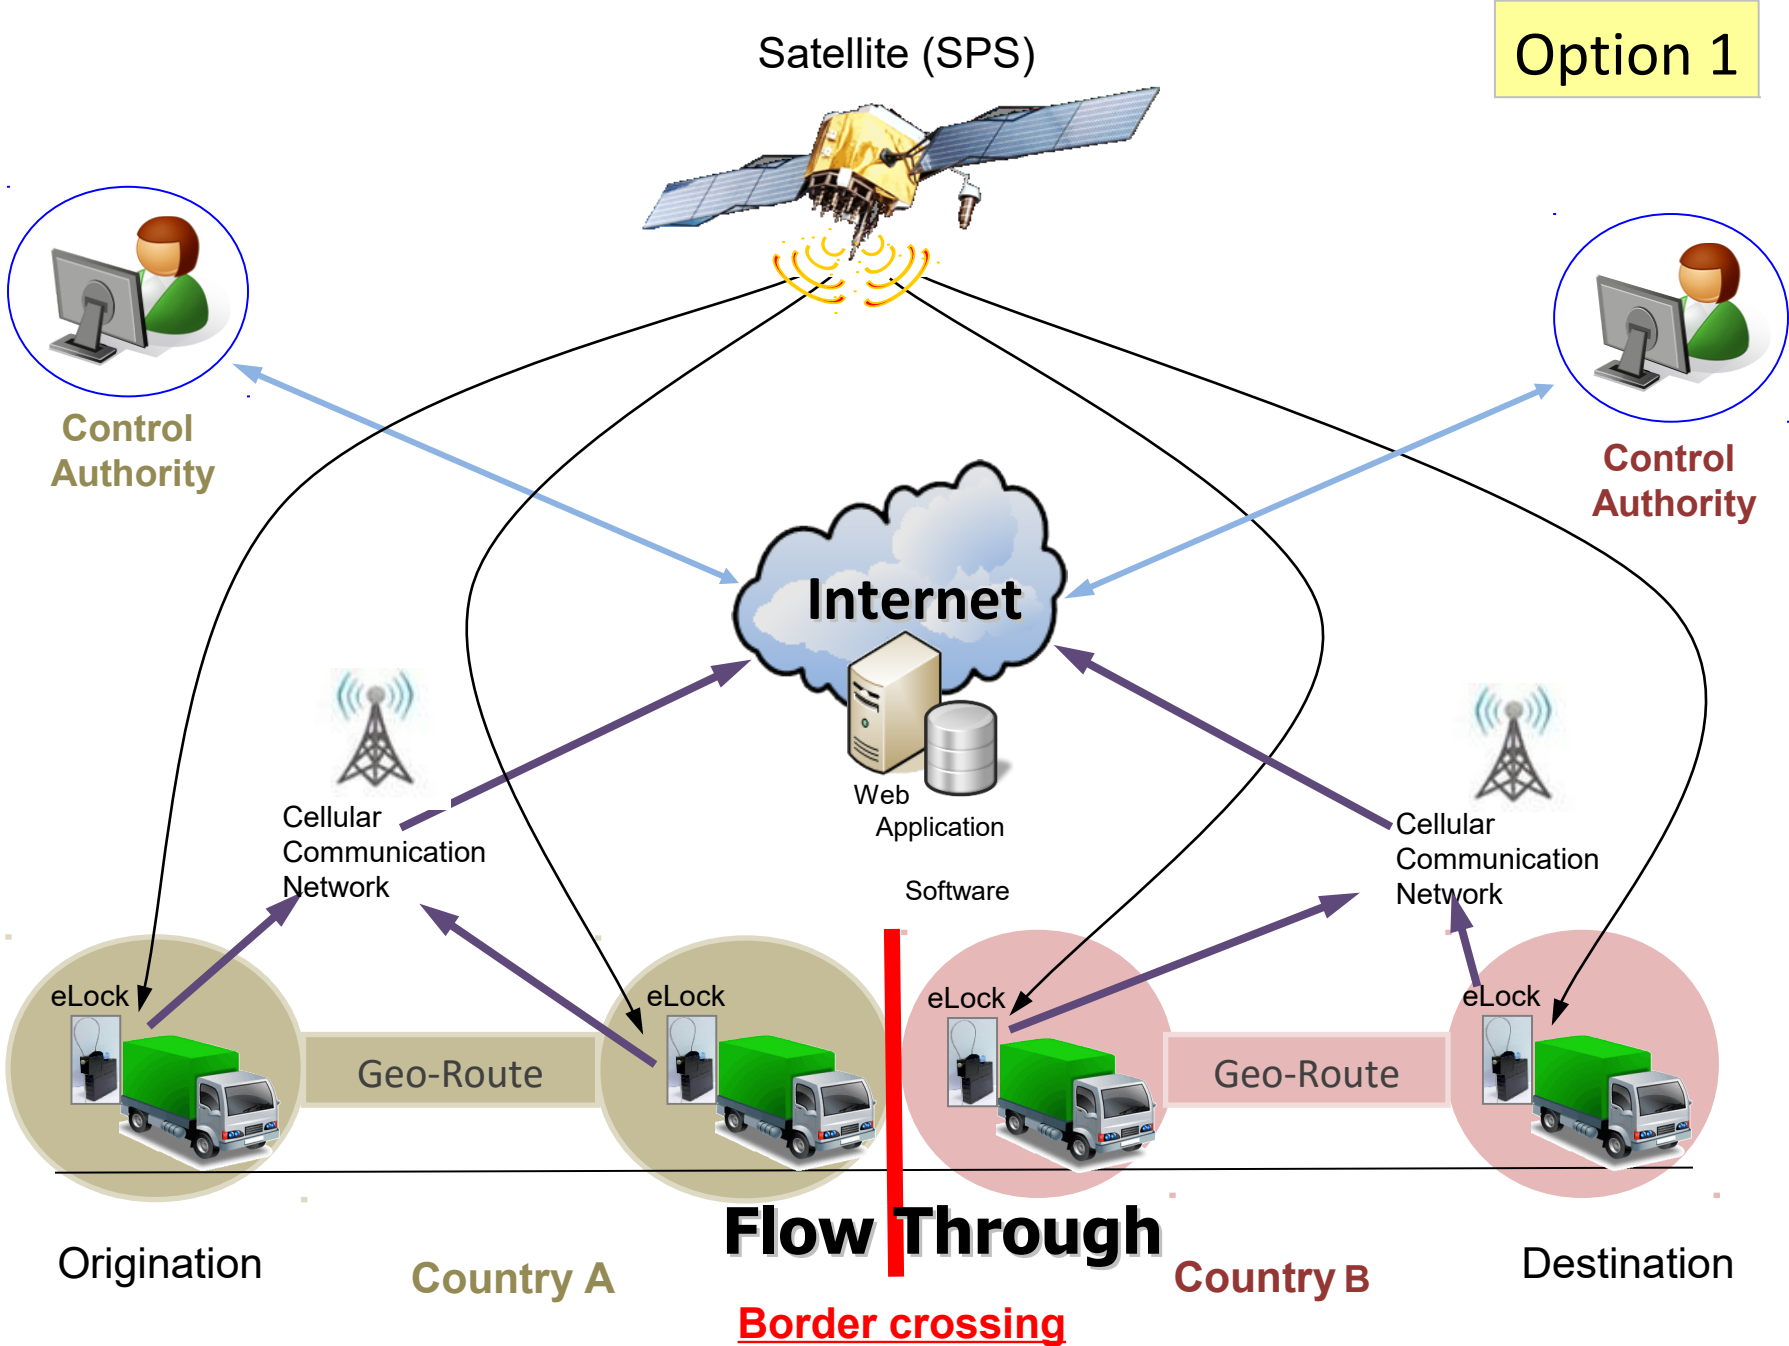 Satellite (SPS)
Option 1
Control
Authority
Control
Authority
Internet
Web
Application
Software
Cellular
Communication
Network
Cellular
Communication
Network
eLock
eLock
eLock
eLock
Geo-Route
Geo-Route
Flow Through
Origination
Country A
Country B
Destination
Border crossing